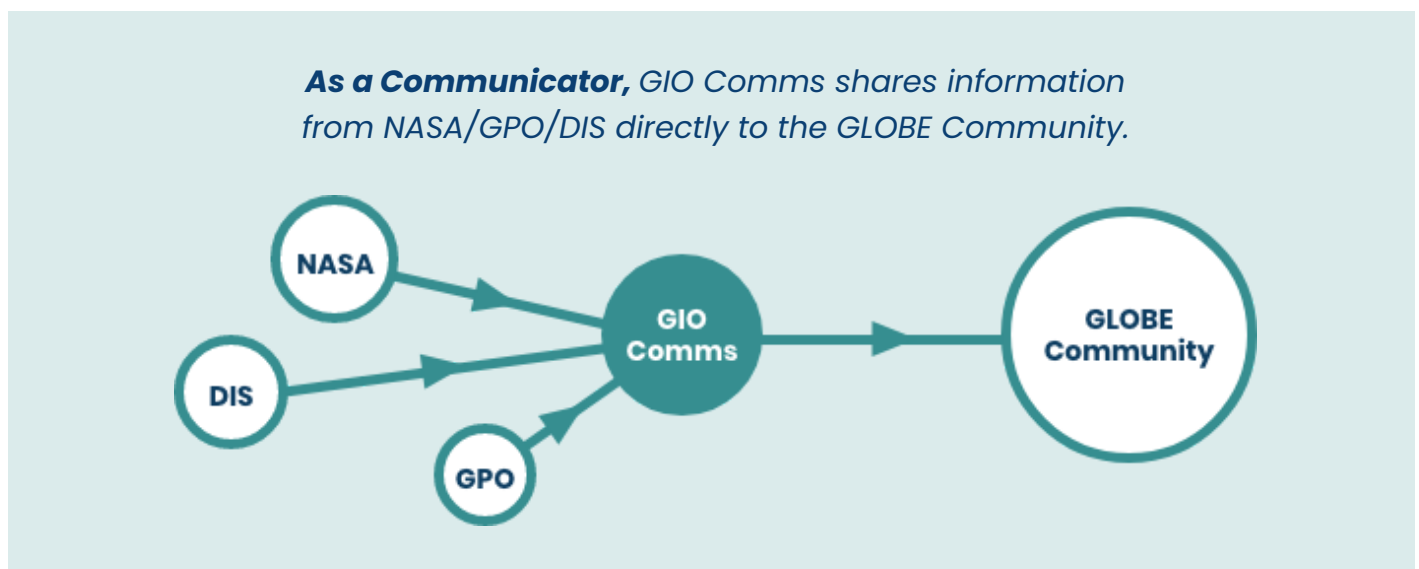 As a Communicator, GIO Comms shares information
from NASA/GPO/DIS directly to the GLOBE Community.
NASA
DIS
GPO
GIO
Comms
GLOBE
Community